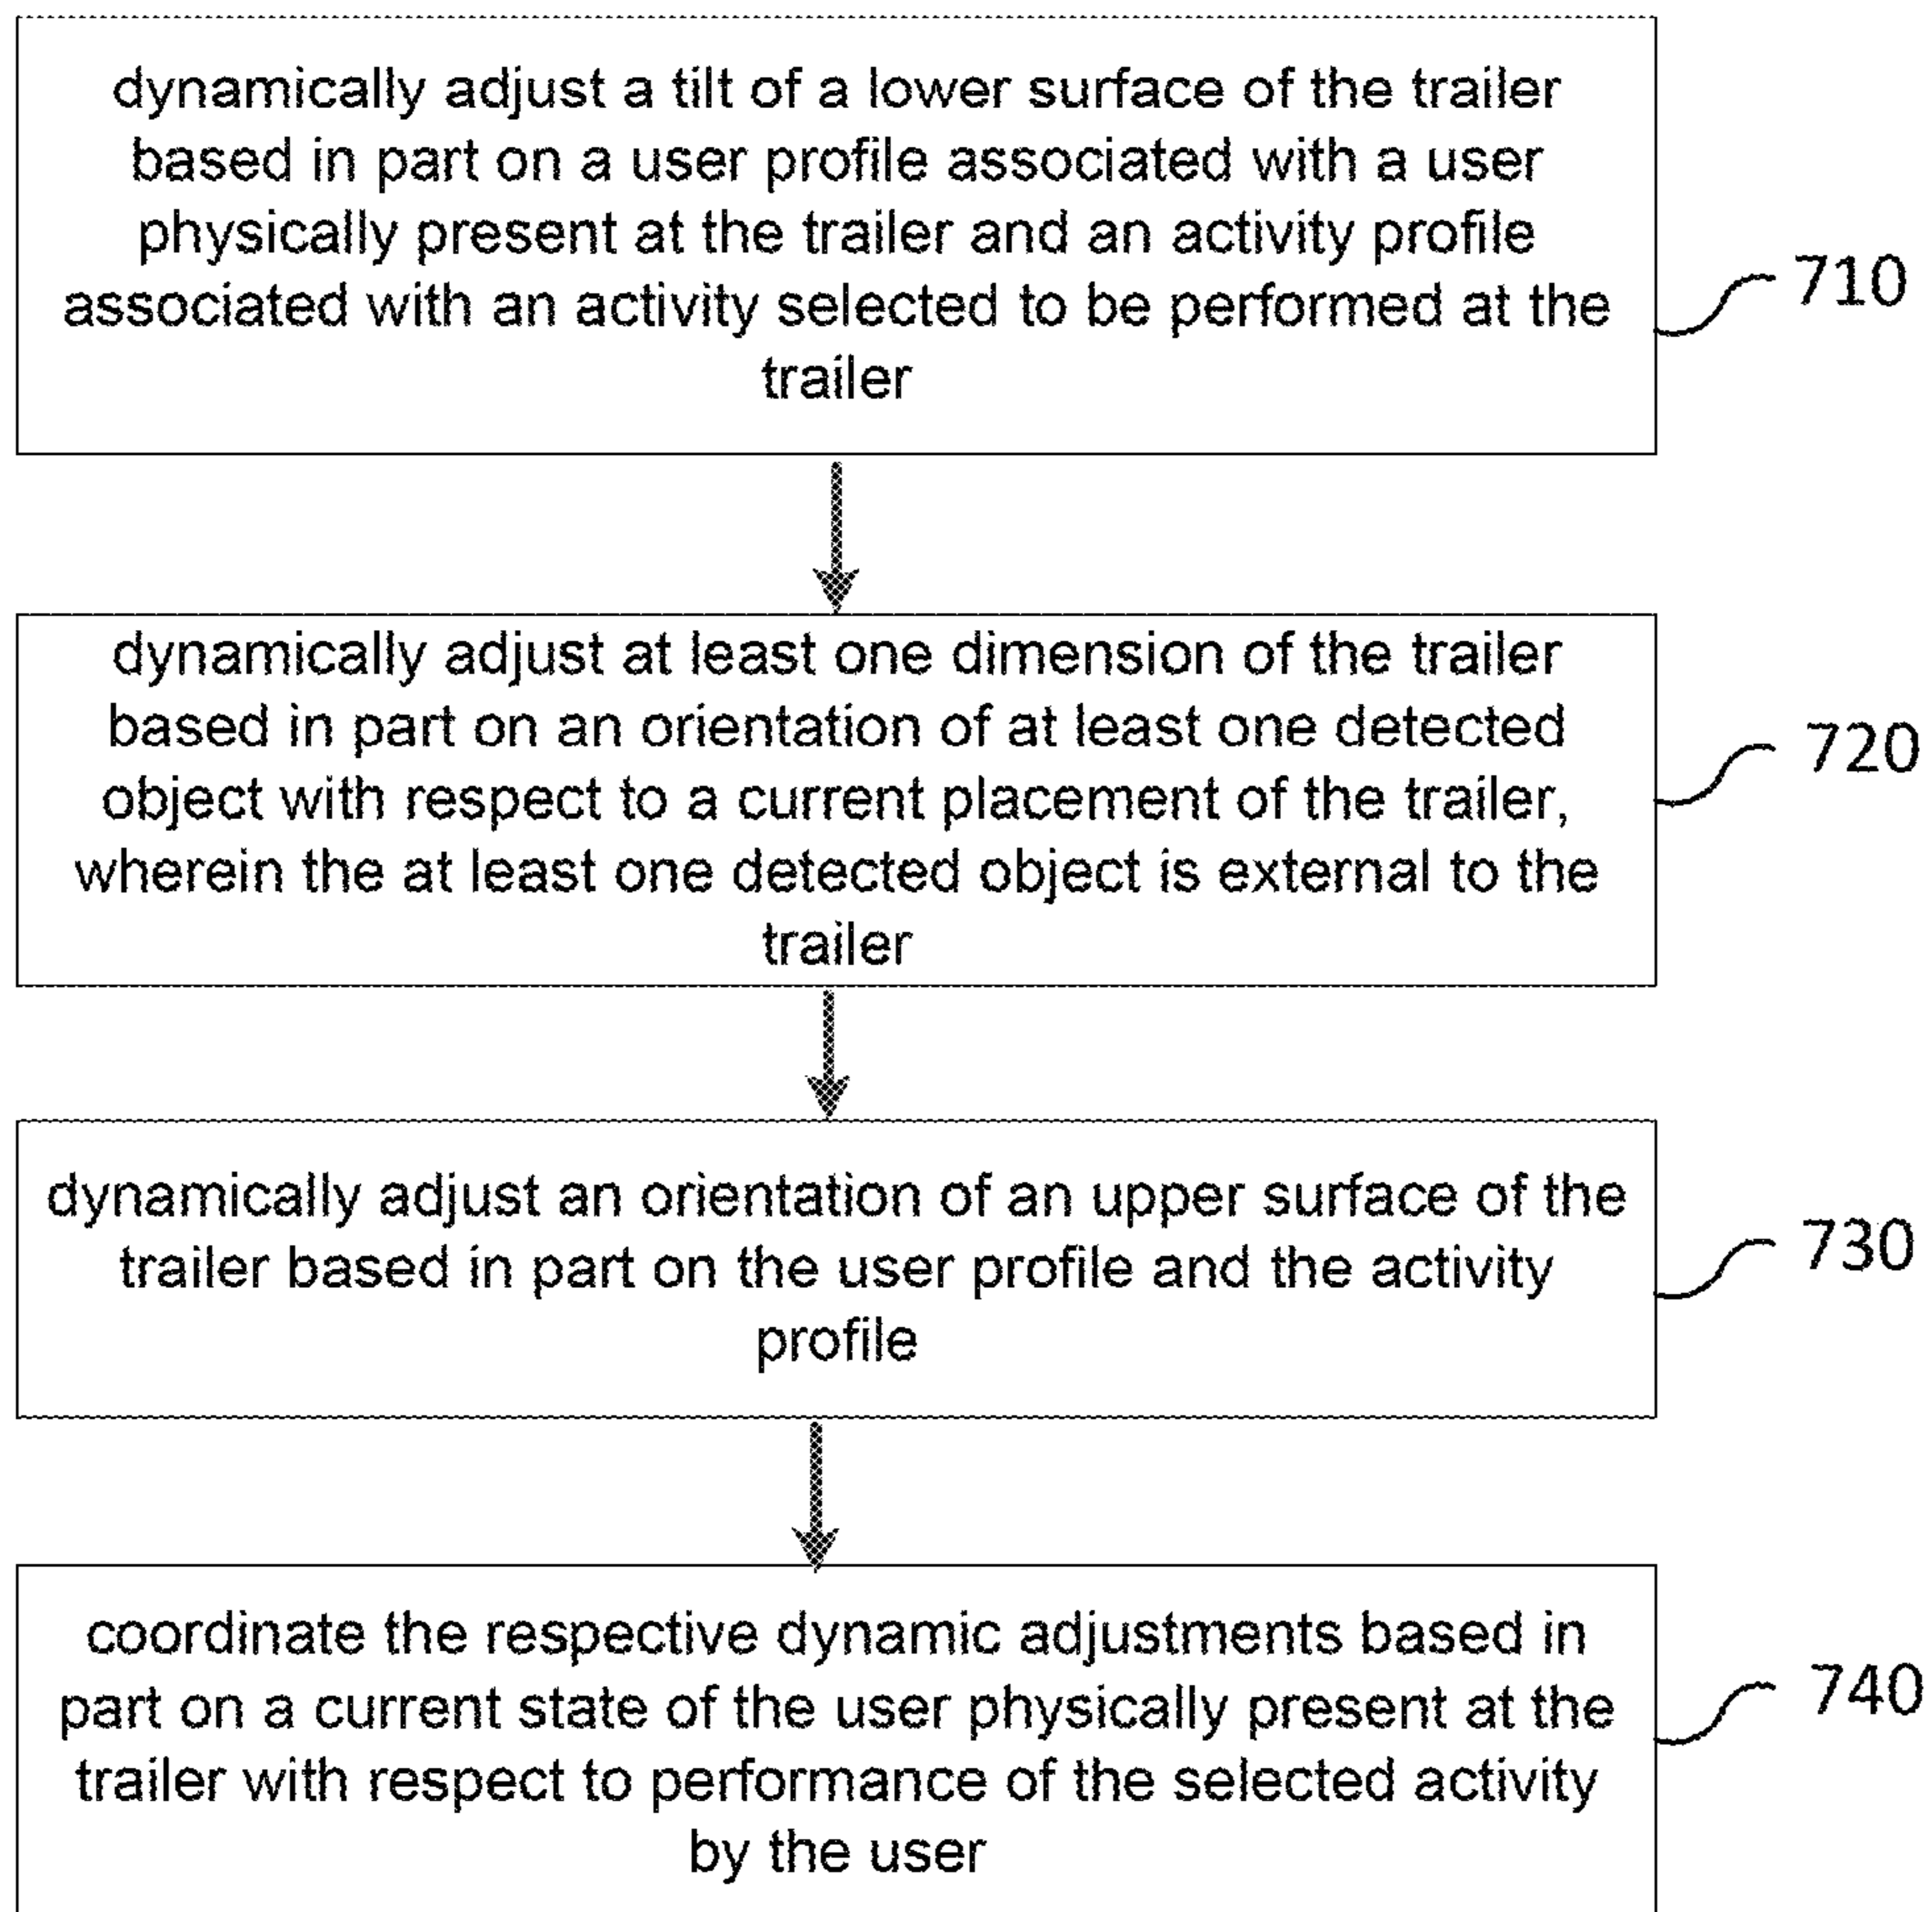 dynamically adjust a tilt of a lower surface of the trailer
based in part on a user profile associated with a user
physically present at the trailer and an activity profile
associated with an activity selected to be performed at the
trailer
710
dynamically adjust at least one dimension of the trailer
based in part on an orientation of at least one detected
object with respect to a current placement of the trailer,
wherein the at least one detected object is external to the
trailer
720
dynamically adjust an orientation of an upper surface of the
trailer based in part on the user profile and the activity
profile
730
coordinate the respective dynamic adjustments based in
part on a current state of the user physically present at the
trailer with respect to performance of the selected activity
by the user
740